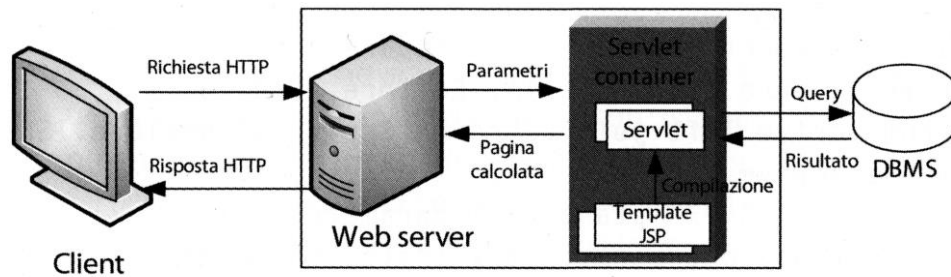 Richiesta HTTP
Risposta HTTP
Client
Web server
Parametri
Pagina
calcolata
Servlet
container
Servlet
Compilazione
Template
JSP
Query
Risultato
DBMS